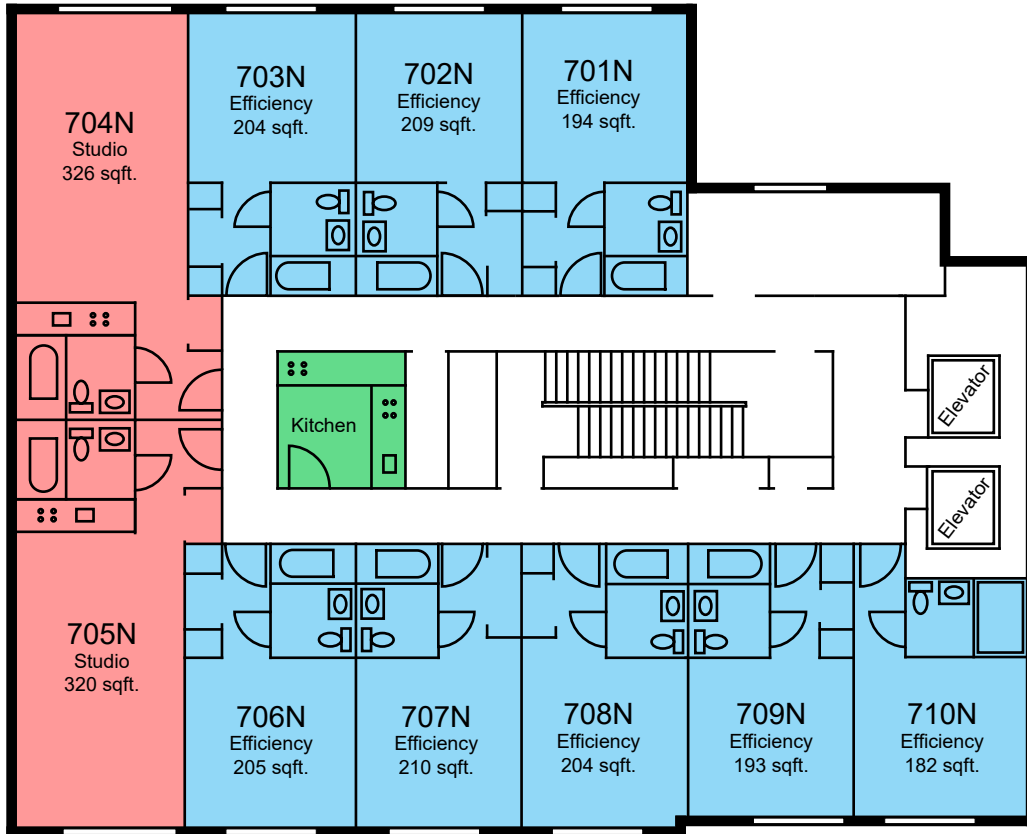 704N
Studio
326 sqft.
703N
Efficiency
204 sqft.
702N
Efficiency
209 sqft.
701N
Efficiency
194 sqft.
Kitchen
Elevator
Elevator
705N
Studio
320 sqft.
706N
Efficiency
205 sqft.
707N
Efficiency
210 sqft.
708N
Efficiency
204 sqft.
709N
Efficiency
193 sqft.
710N
Efficiency
182 sqft.